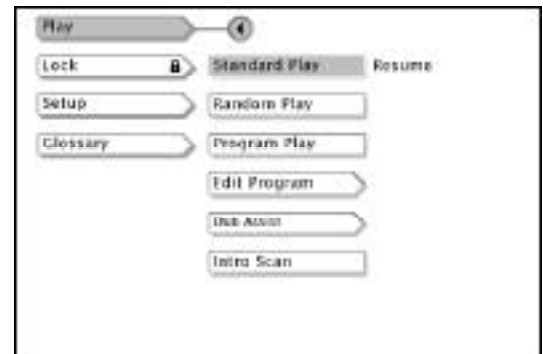 Play
Lock
Standard Play
Resume
Setup
Random Play
Glossary
Program Play
Edit Program
Dub Assist
Intro Scan